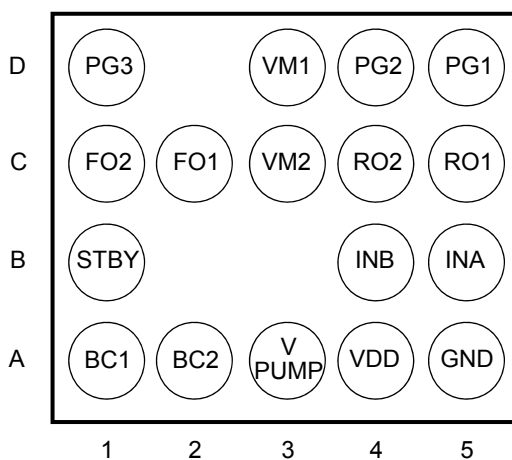 D PG3 VM1 PG2 PG1
C FO2 FO1 VM2 RO2 RO1
B STBY INB INA
A BC1 BC2 V PUMP VDD GND
1 2 3 4 5